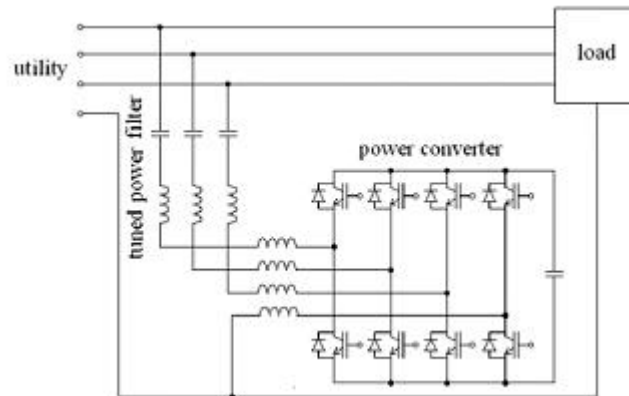 utility
load
tuned power filter
power converter